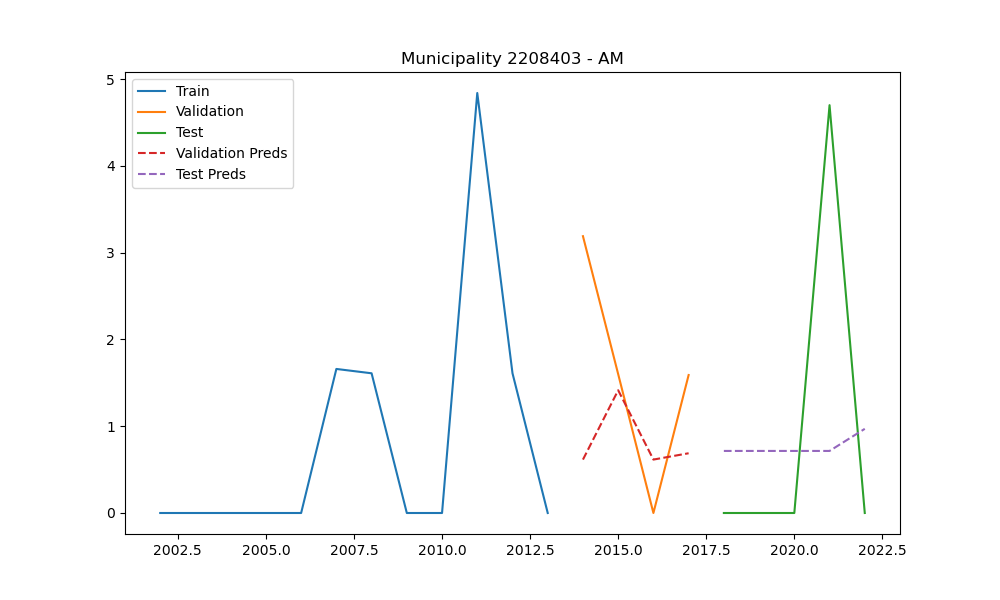 Municipality 2208403 - AM
Train
Validation
Test
Validation Preds
Test Preds
5
4
3
2
1
0
2002.5 2005.0 2007.5 2010.0 2012.5 2015.0 2017.5 2020.0 2022.5